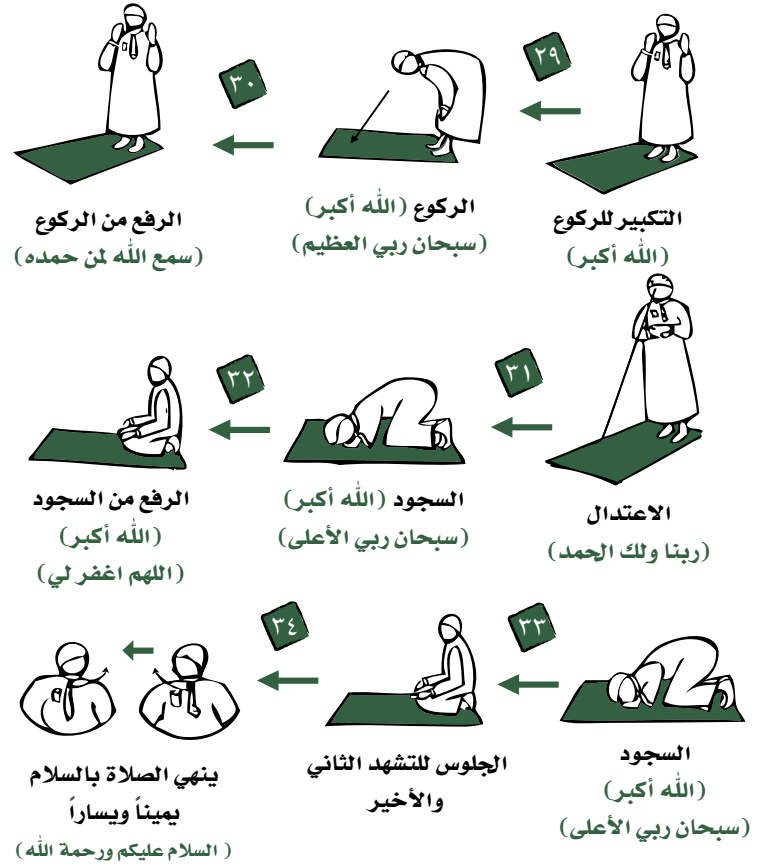 ٢٩
٣٠
التكبير للركوع
(الله أكبر)
الركوع (الله أكبر)
(سبحان ربي العظيم)
الرفع من الركوع
(سمع الله لمن حمده)
٣١
٣٢
الاعتدال
(ربنا ولك الحمد)
السجود (الله أكبر)
(سبحان ربي الأعلى)
الرفع من السجود
(الله أكبر)
(اللهم اغفر لي)
٣٣
٣٤
السجود
(الله أكبر)
(سبحان ربي الأعلى)
الجلوس للتشهد الثاني
والأخير
ينهي الصلاة بالسلام
يميناً ويساراً
( السلام عليكم ورحمة الله )